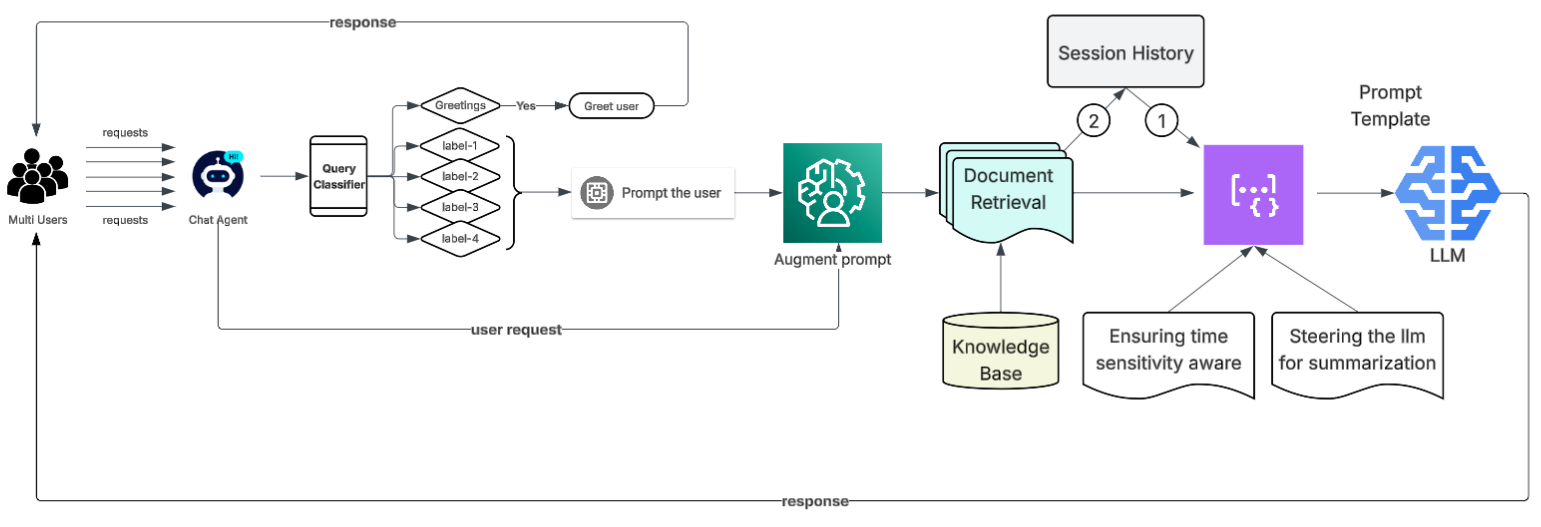 response
Session History
Prompt
Template
Greetings
Yes
Greet user
2
1
requests
HI!
label-1
Query
Classifier
label-2
Prompt the user
Document
Retrieval
label-3
label-4
Multi Users
requests
Chat Agent
Augment prompt
LLM
user request
Knowledge
Base
Ensuring time
sensitivity aware
Steering the llm
for summarization
response